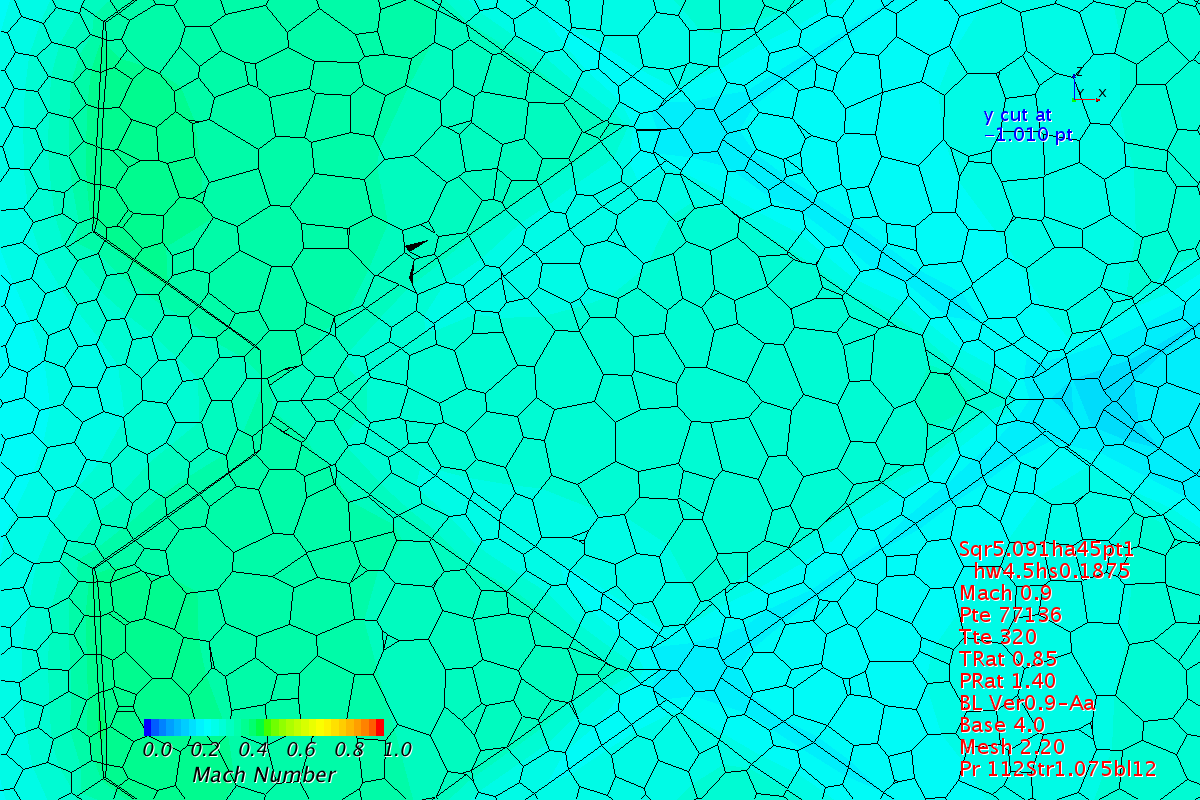 Z
Y X
y cut at
-1.010 pt
Sqr5.091ha45pt1
hw4.5hs0.1875
Mach 0.9
Pte 77136
Tte 320
TRat 0.85
PRat 1.40
BL Ver0.9-Aa
Base 4.0
Mesh 2.20
Pr 112Str1.075bl12
0.0 0.2 0.4 0.6 0.8 1.0
Mach Number